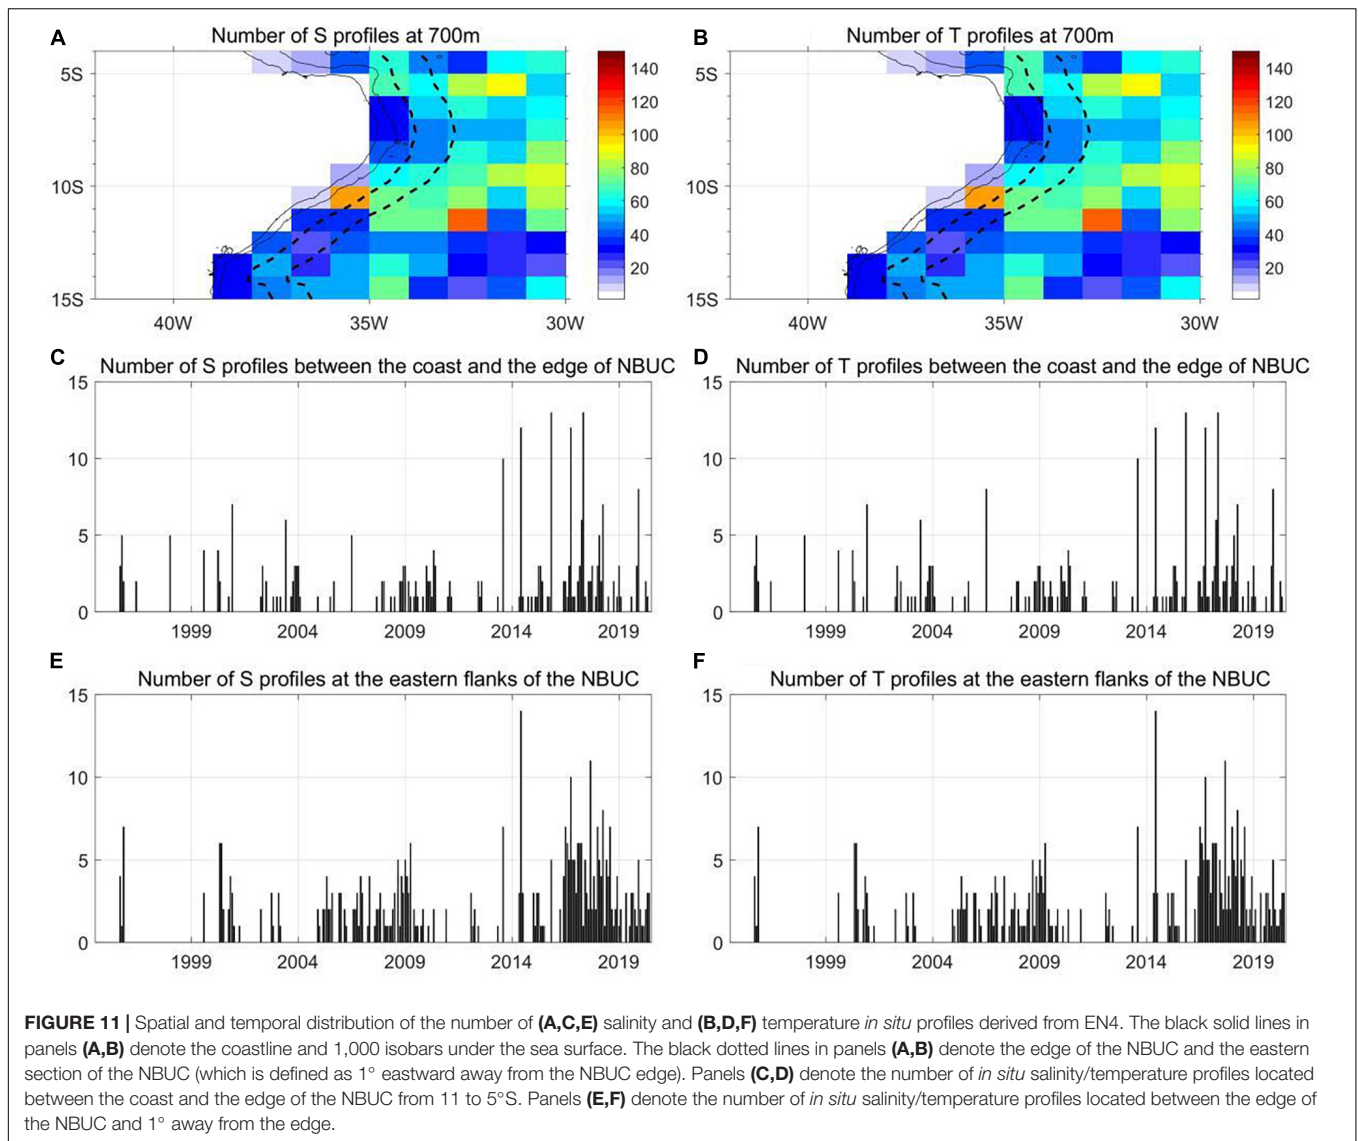 A
Number of S profiles at 700m
5S
10S
15S
40W
35W
30W
140
120
100
80
60
40
20
B
Number of T profiles at 700m
5S
10S
15S
40W
35W
30W
140
120
100
80
60
40
20
C
Number of S profiles between the coast and the edge of NBUC
15
10
5
0
1999
2004
2009
2014
2019
D
Number of T profiles between the coast and the edge of NBUC
15
10
5
0
1999
2004
2009
2014
2019
E
Number of S profiles at the eastern flanks of the NBUC
15
10
5
0
1999
2004
2009
2014
2019
F
Number of T profiles at the eastern flanks of the NBUC
15
10
5
0
1999
2004
2009
2014
2019
FIGURE 11 | Spatial and temporal distribution of the number of (A,C,E) salinity and (B,D,F) temperature in situ profiles derived from EN4. The black solid lines in
panels (A,B) denote the coastline and 1,000 isobars under the sea surface. The black dotted lines in panels (A,B) denote the edge of the NBUC and the eastern
section of the NBUC (which is defined as 1° eastward away from the NBUC edge). Panels (C,D) denote the number of in situ salinity/temperature profiles located
between the coast and the edge of the NBUC from 11 to 5°S. Panels (E,F) denote the number of in situ salinity/temperature profiles located between the edge of
the NBUC and 1° away from the edge.